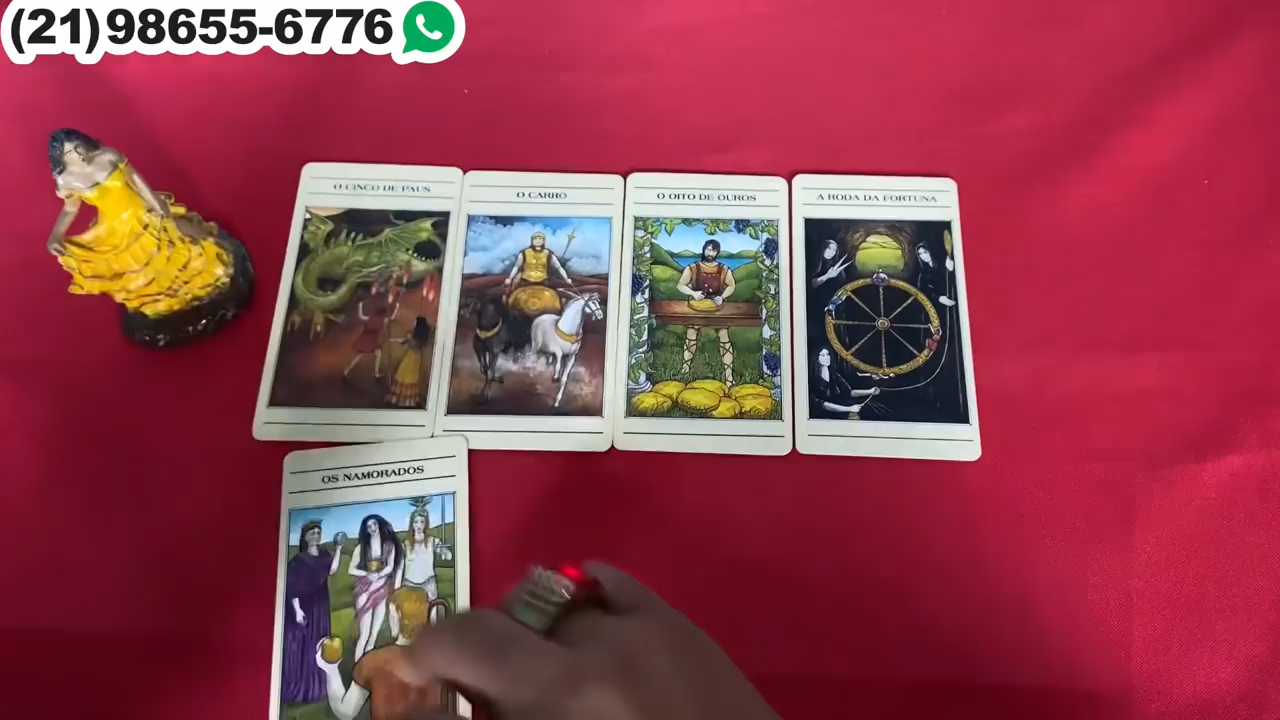 (21)98655-6776
O CINCO DE PAUS
O CARRO
O OITO DE OUROS
A RODA DA FORTUNA
OS NAMORADOS